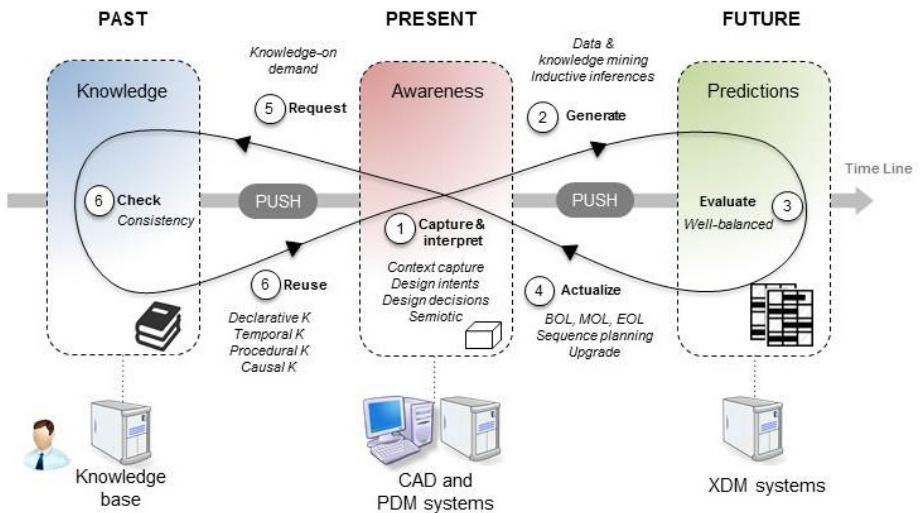 PAST
PRESENT
FUTURE
Knowledge-on
demand
Data &
knowledge mining
Inductive inferences
Knowledge
Awareness
Predictions
5 Request
2 Generate
Time Line
6 Check
Consistency
PUSH
PUSH
Evaluate 3
Well-balanced
1 Capture &
interpret
Context capture
Design intents
Design decisions
Semiotic
6 Reuse
Declarative K
Temporal K
Procedural K
Causal K
4 Actualize
BOL, MOL, EOL
Sequence planning
Upgrade
Knowledge
base
CAD and
PDM systems
XDM systems